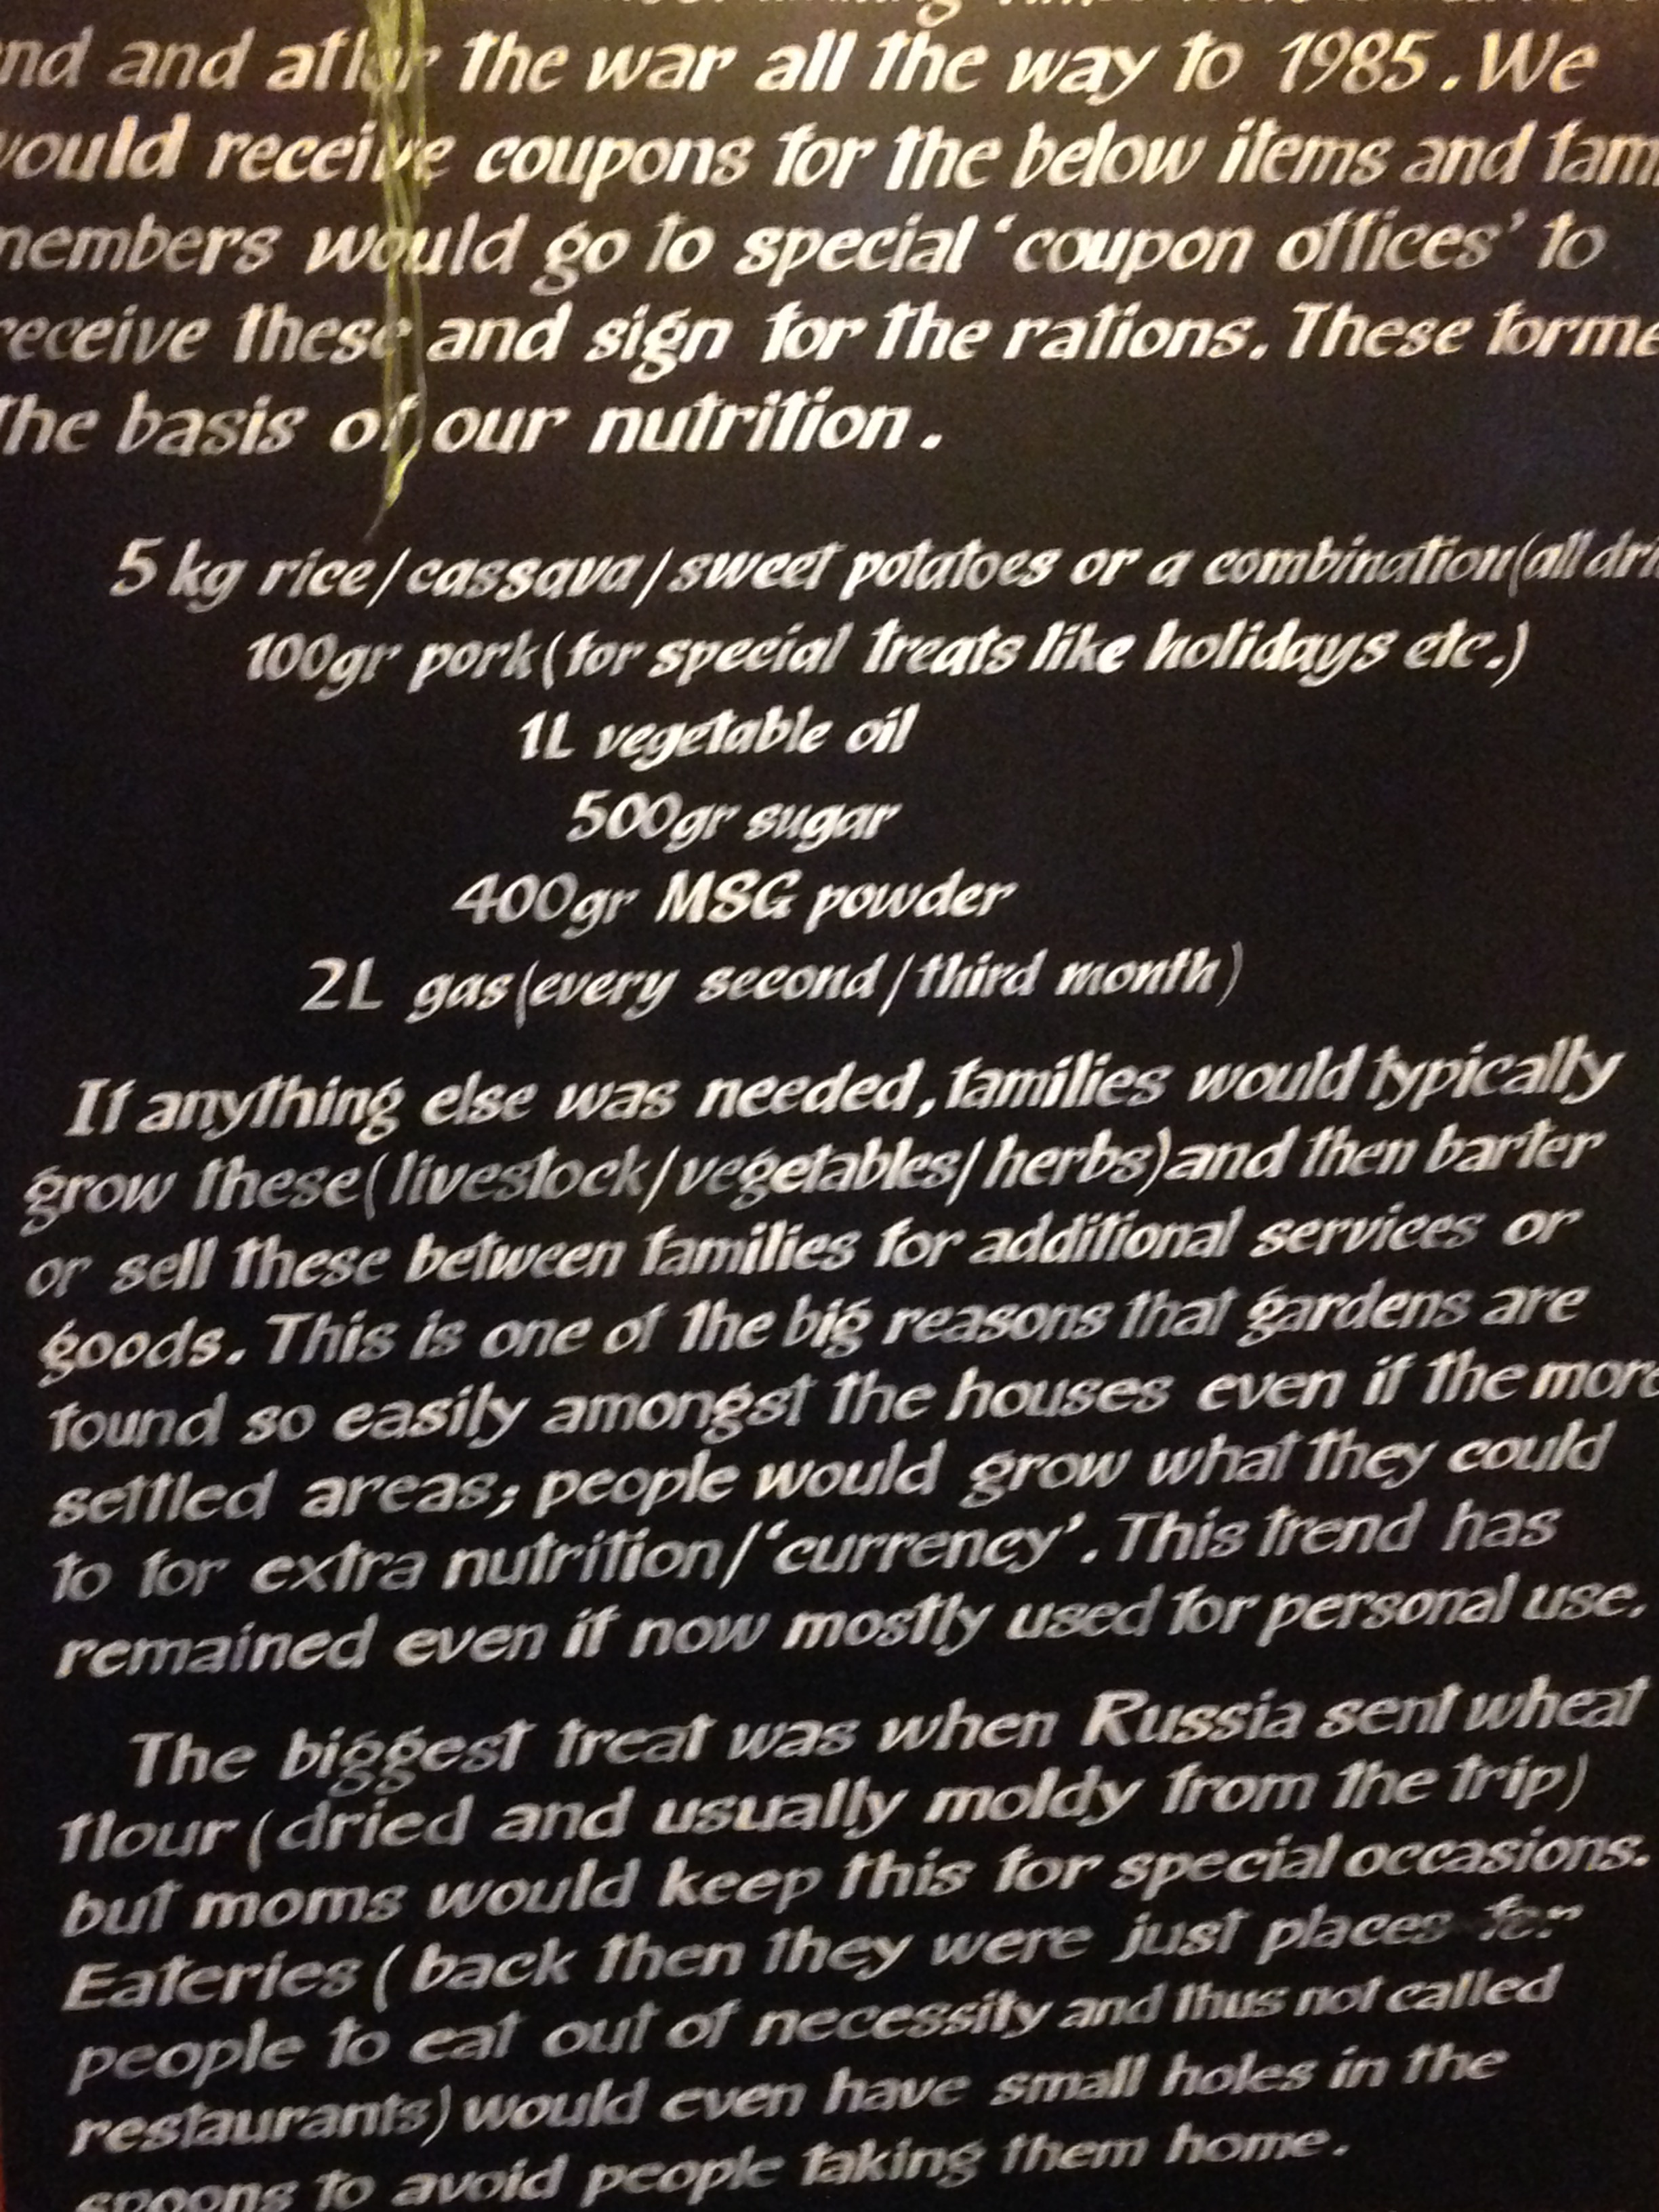 nd and after the war all the way to 1985. We
would receive coupons for the below items and fam
members would go to special 'coupon offices' to
receive these and sign for the rations. These forme
the basis of our nutrition.
5 kg rice/cassava/sweet potatoes or a combination(all dri
100gr pork(for special treats like holidays etc.)
1L vegetable oil
500gr sugar
400gr MSG powder
2L gas(every second/third month)
If anything else was needed, families would typically
grow these(livestock/vegetables/herbs)and then barter
or sell these between families for additional services or
goods. This is one of the big reasons that gardens are
found so easily amongst the houses even if the more
settled areas; people would grow what they could
to for extra nutrition/'currency'. This trend has
remained even if now mostly used for personal use.
The biggest treat was when Russia sent wheat
flour (dried and usually moldy from the trip)
but moms would keep this for special occasions.
Eateries (back then they were just places for
people to eat out of necessity and thus not called
restaurants) would even have small holes in the
spoons to avoid people taking them home.